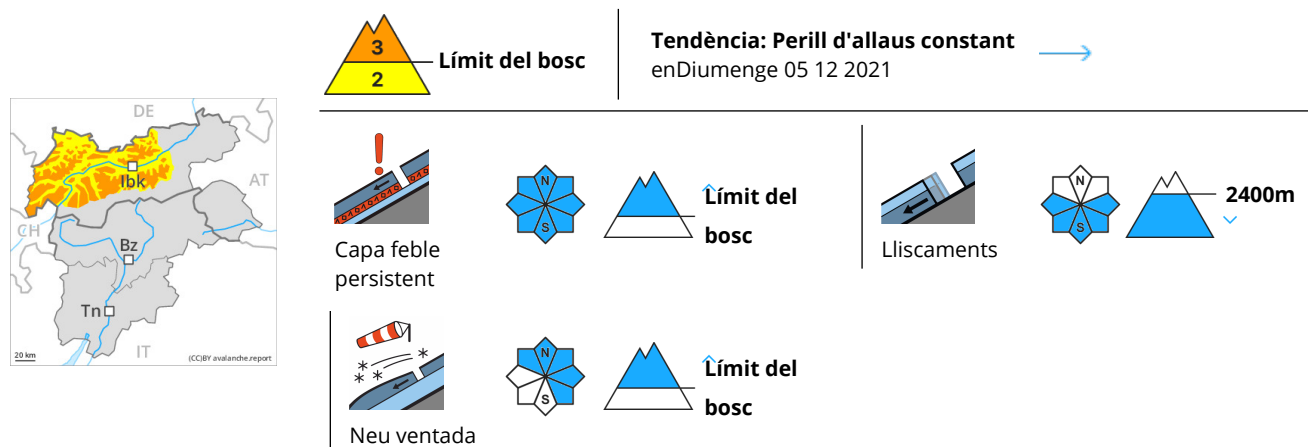 3
2
Límit del bosc
Tendència: Perill d'allaus constant
enDiumenge 05 12 2021
DE
AT
CH
IT
Ibk
Bz
Tn
20 km
(CC)BY avalanche.report
Capa feble
persistent
N
S
Límit del
bosc
Lliscaments
N
S
2400m
Neu ventada
N
S
Límit del
bosc